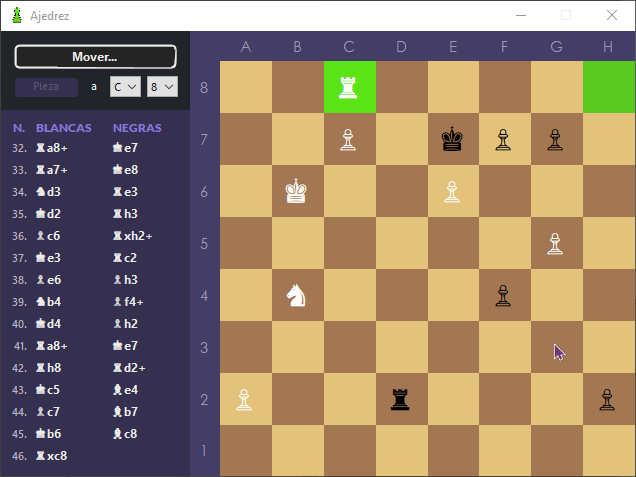 Ajedrez
Mover...
Pieza a C 8
N. BLANCAS NEGRAS
32. ♜a8+ ♚e7
33. ♜a7+ ♚e8
34. ♞d3 ♜e3
35. ♚d2 ♜h3
36. ♟c6 ♜xh2+
37. ♚e3 ♜c2
38. ♟e6 ♟h3
39. ♞b4 ♟f4+
40. ♚d4 ♟h2
41. ♜a8+ ♚e7
42. ♜h8 ♜d2+
43. ♚c5 ♝e4
44. ♟c7 ♝b7
45. ♚b6 ♝c8
46. ♜xc8
A B C D E F G H
8
7
6
5
4
3
2
1